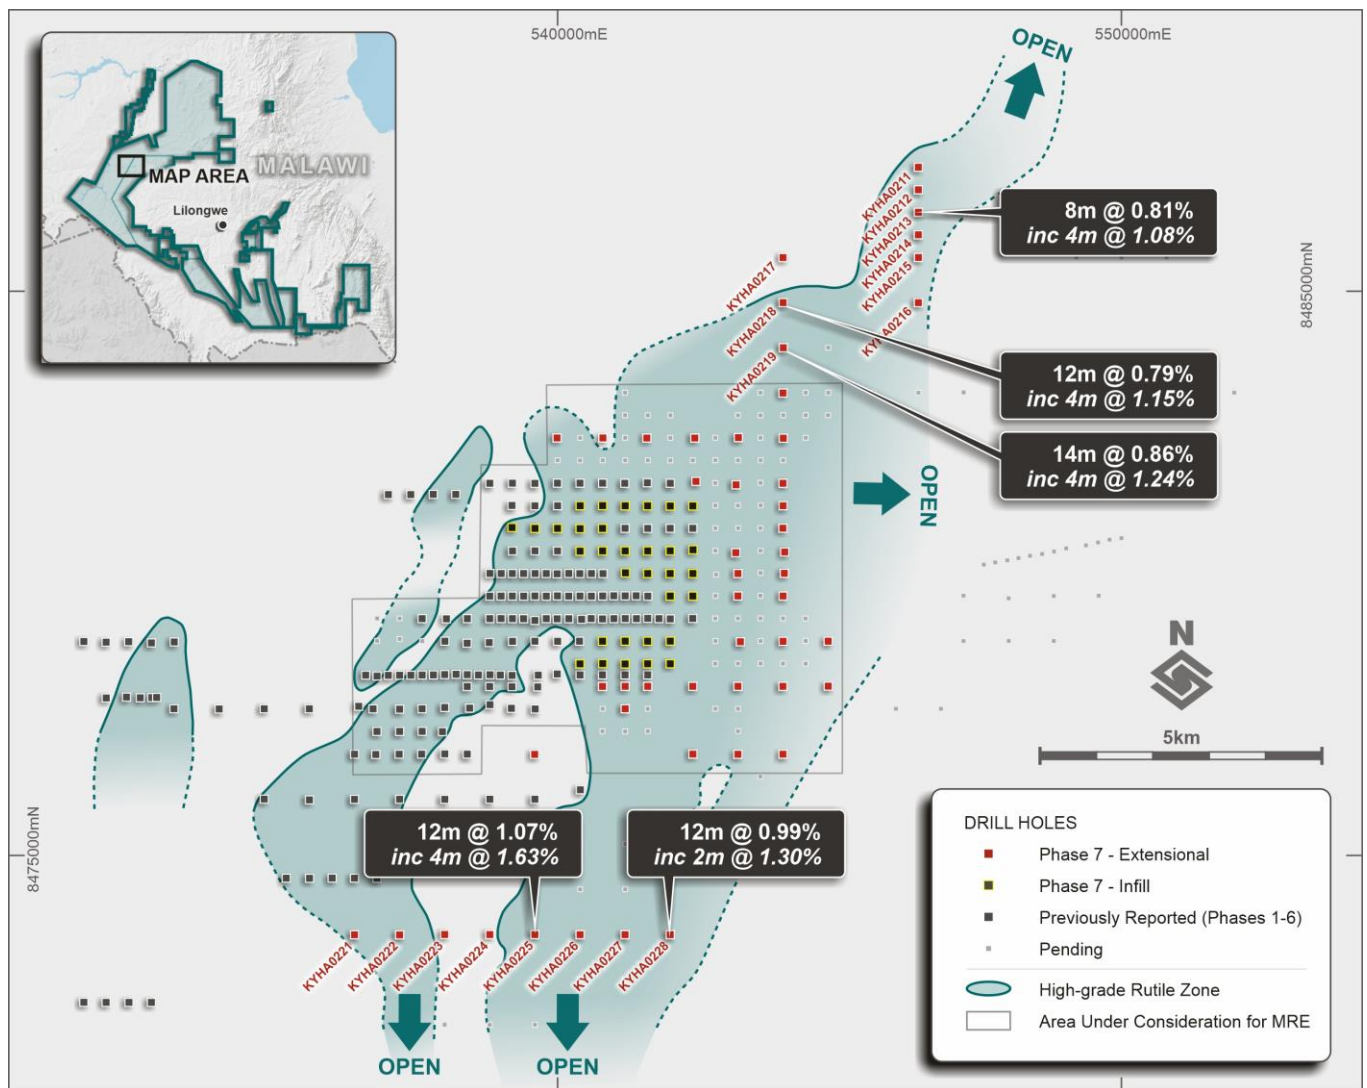 540000mE
550000mE
OPEN
MALAWI
MAP AREA
Lilongwe
KYHA0211
KYHA0212
KYHA0213
KYHA0214
KYHA0215
KYHA0216
8m @ 0.81%
inc 4m @ 1.08%
KYHA0217
KYHA0218
KYHA0219
8485000mN
12m @ 0.79%
inc 4m @ 1.15%
14m @ 0.86%
inc 4m @ 1.24%
OPEN
N
5km
8475000mN
12m @ 1.07%
inc 4m @ 1.63%
12m @ 0.99%
inc 2m @ 1.30%
KYHA0221
KYHA0222
KYHA0223
KYHA0224
KYHA0225
KYHA0226
KYHA0227
KYHA0228
OPEN
OPEN
DRILL HOLES
Phase 7 - Extensional
Phase 7 - Infill
Previously Reported (Phases 1-6)
Pending
High-grade Rutile Zone
Area Under Consideration for MRE